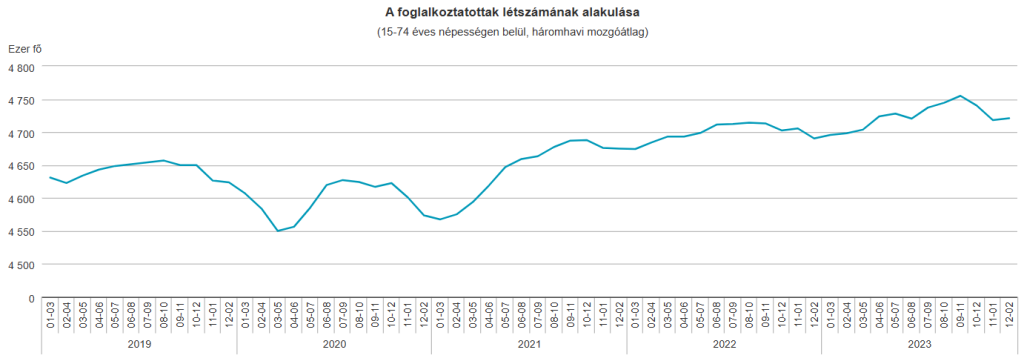 A foglalkoztatottak létszámának alakulása
(15-74 éves népességen belül, háromhavi mozgóátlag)
Ezer fő
4 800
4 750
4 700
4 650
4 600
4 550
4 500
0
01-03 02-04 03-05 04-06 05-07 06-08 07-09 08-10 09-11 10-12 11-01 12-02 01-03 02-04 03-05 04-06 05-07 06-08 07-09 08-10 09-11 10-12 11-01 12-02 01-03 02-04 03-05 04-06 05-07 06-08 07-09 08-10 09-11 10-12 11-01 12-02 01-03 02-04 03-05 04-06 05-07 06-08 07-09 08-10 09-11 10-12 11-01 12-02 01-03 02-04 03-05 04-06 05-07 06-08 07-09 08-10 09-11 10-12 11-01 12-02
2019 2020 2021 2022 2023